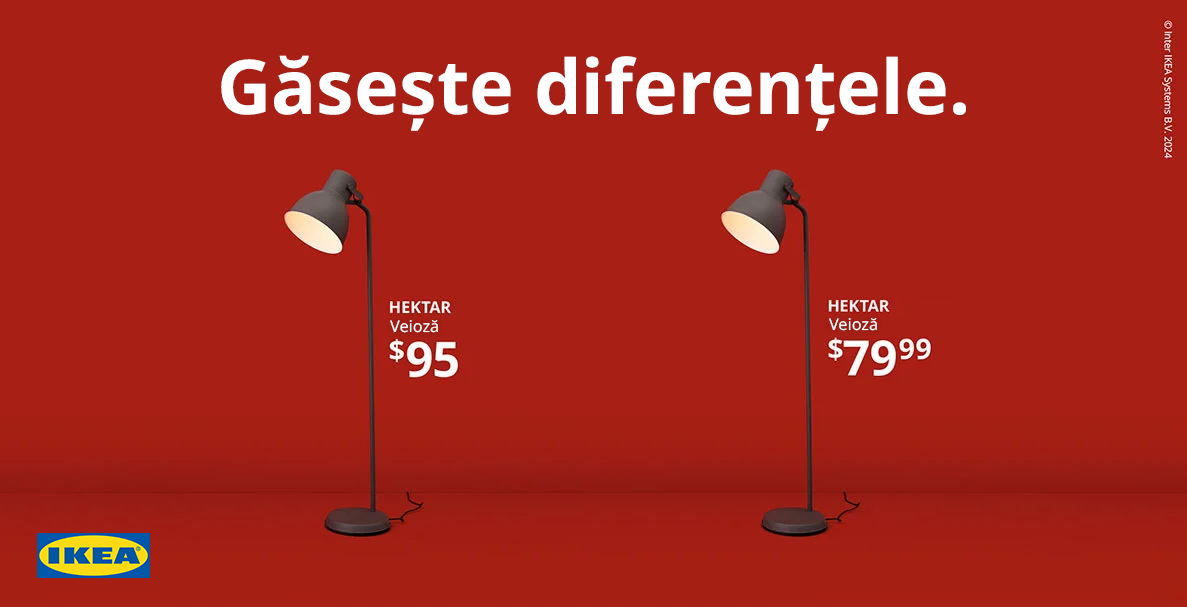 Găsește diferențele.
© Inter IKEA Systems B.V. 2024
HEKTAR
Veioză
$95
HEKTAR
Veioză
$79 99
IKEA®